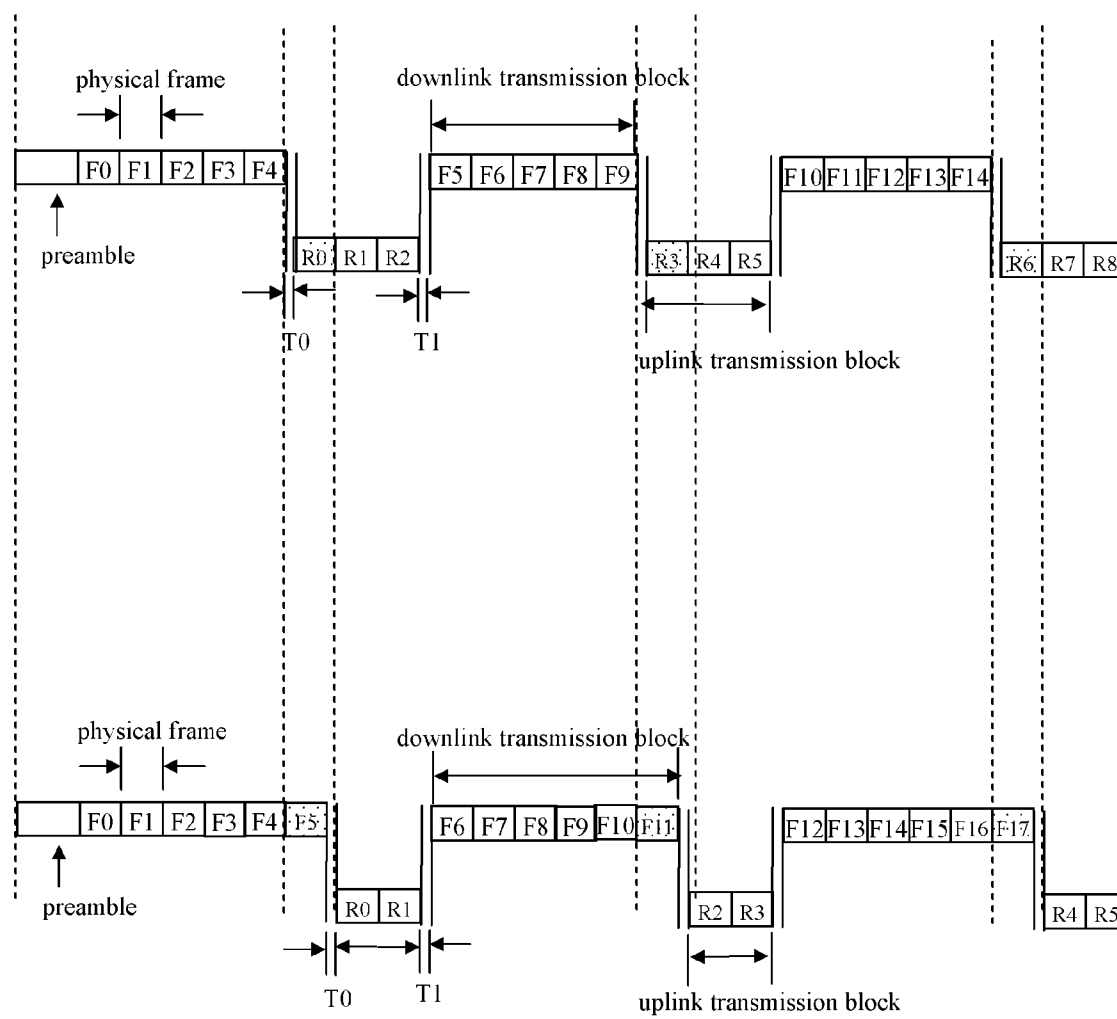 physical frame
downlink transmission block
F0 F1 F2 F3 F4
F5 F6 F7 F8 F9
F10 F11 F12 F13 F14
preamble
R0 R1 R2
R3 R4 R5
R6 R7 R8
T0
T1
uplink transmission block
physical frame
downlink transmission block
F0 F1 F2 F3 F4 F5
F6 F7 F8 F9 F10 F11
F12 F13 F14 F15 F16 F17
preamble
R0 R1
R2 R3
R4 R5
T0
T1
uplink transmission block